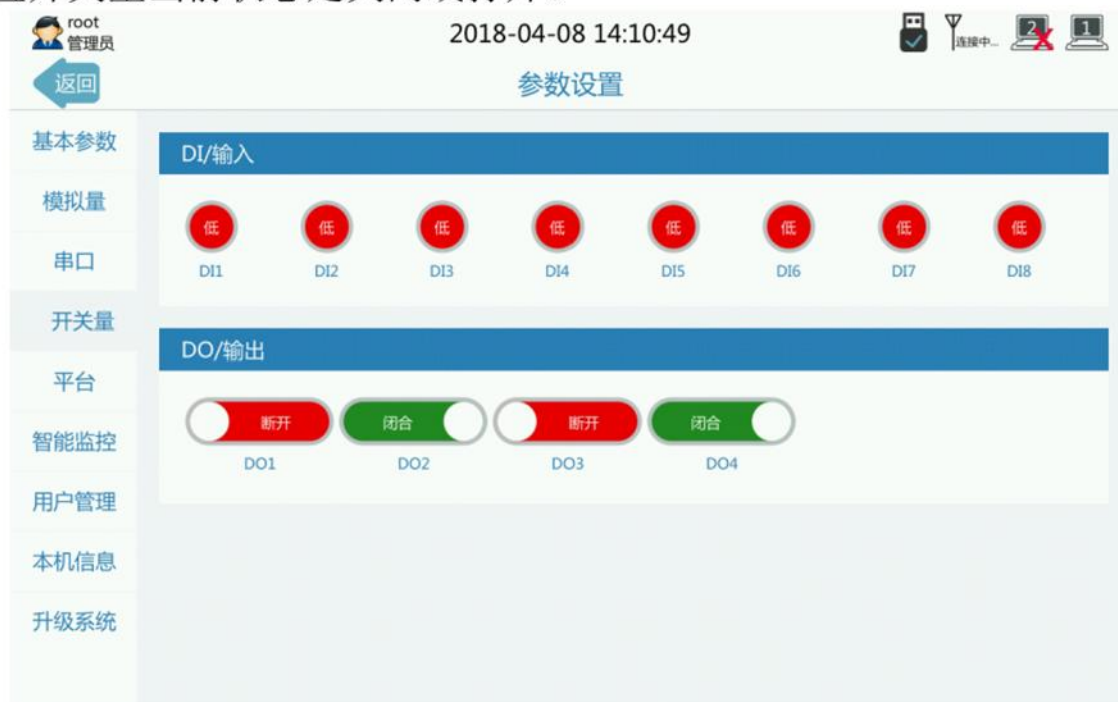 root
管理员
2018-04-08 14:10:49
连接中...
2
1
返回
参数设置
基本参数
模拟量
串口
开关量
平台
智能监控
用户管理
本机信息
升级系统
DI/输入
低 低 低 低 低 低 低 低
DI1 DI2 DI3 DI4 DI5 DI6 DI7 DI8
DO/输出
断开 闭合 断开 闭合
DO1 DO2 DO3 DO4